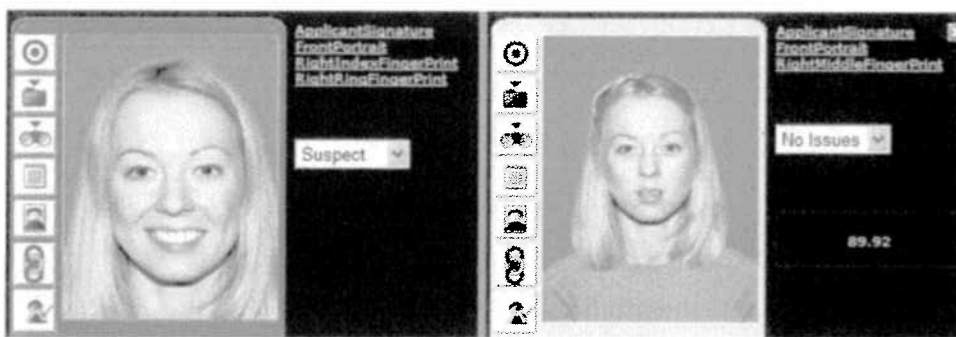 ApplicantSignature
FrontPortrait
RightIndexFingerPrint
RightRingFingerPrint
Suspect
ApplicantSignature
FrontPortrait
RightMiddleFingerPrint
No Issues
89.92